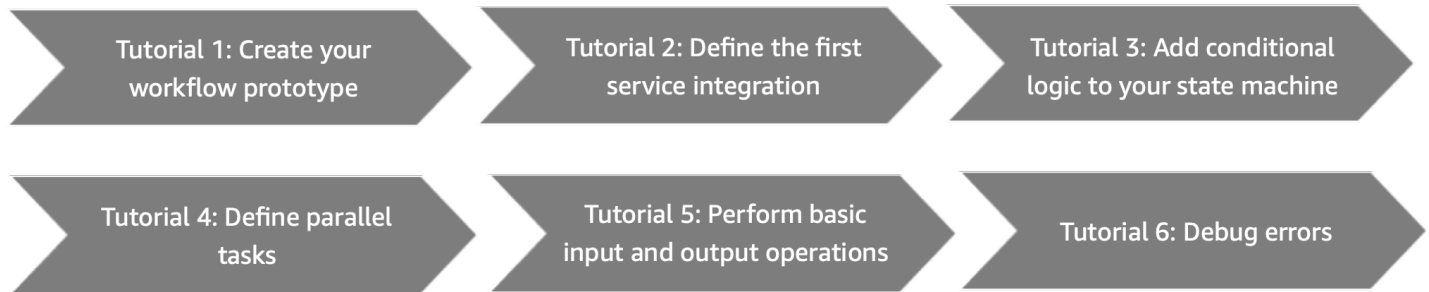 Tutorial 1: Create your
workflow prototype
Tutorial 2: Define the first
service integration
Tutorial 3: Add conditional
logic to your state machine
Tutorial 4: Define parallel
tasks
Tutorial 5: Perform basic
input and output operations
Tutorial 6: Debug errors